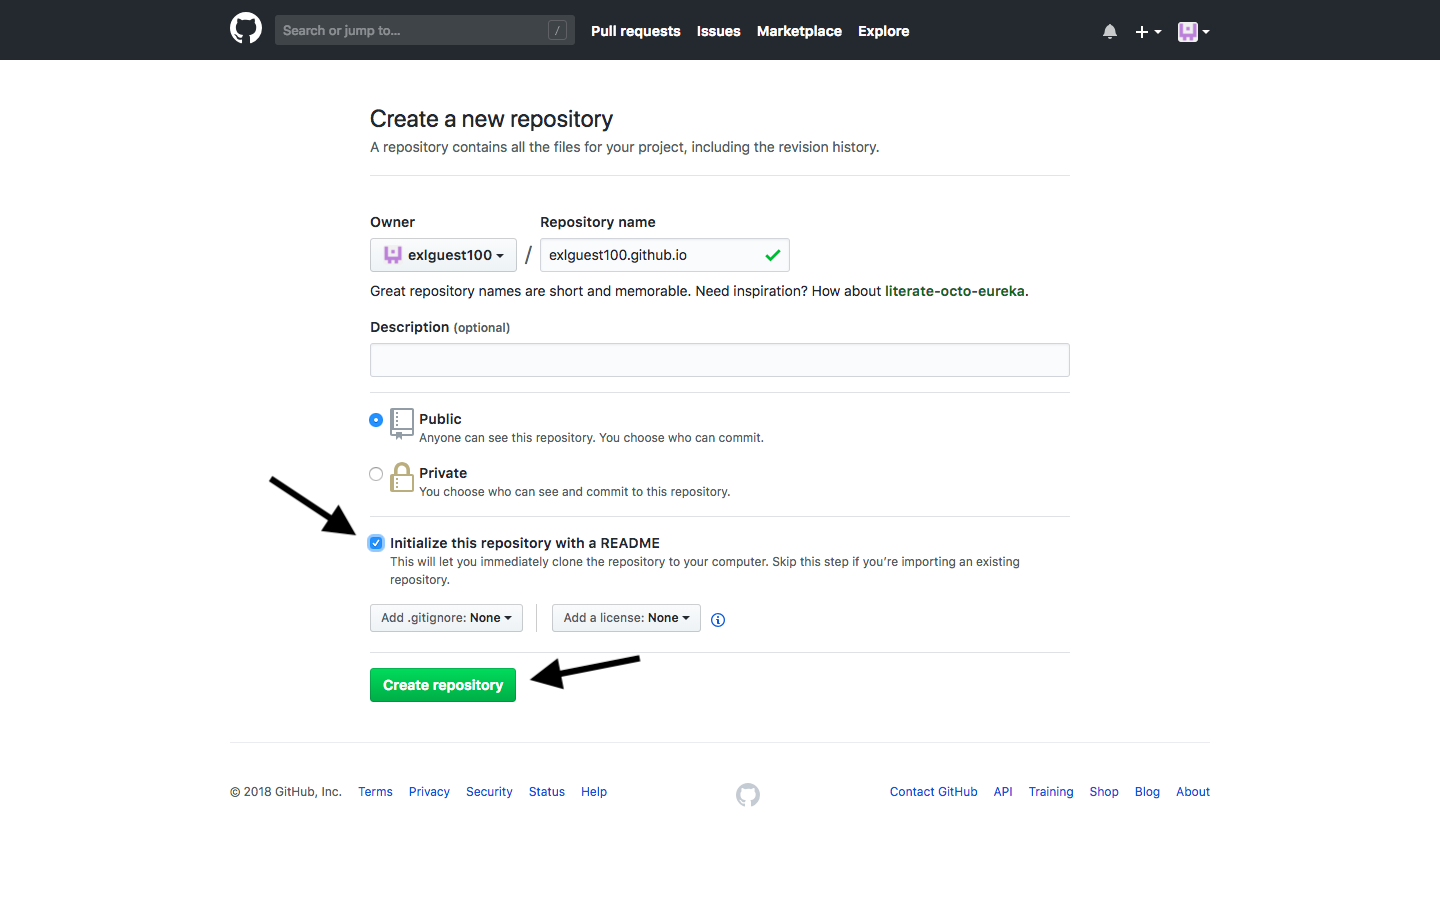 Search or jump to... /
Pull requests Issues Marketplace Explore
Create a new repository
A repository contains all the files for your project, including the revision history.
Owner Repository name
exlguest100 / exlguest100.github.io
Great repository names are short and memorable. Need inspiration? How about literate-octo-eureka.
Description (optional)
Public
Anyone can see this repository. You choose who can commit.
Private
You choose who can see and commit to this repository.
Initialize this repository with a README
This will let you immediately clone the repository to your computer. Skip this step if you're importing an existing
repository.
Add .gitignore: None Add a license: None
Create repository
© 2018 GitHub, Inc. Terms Privacy Security Status Help Contact GitHub API Training Shop Blog About